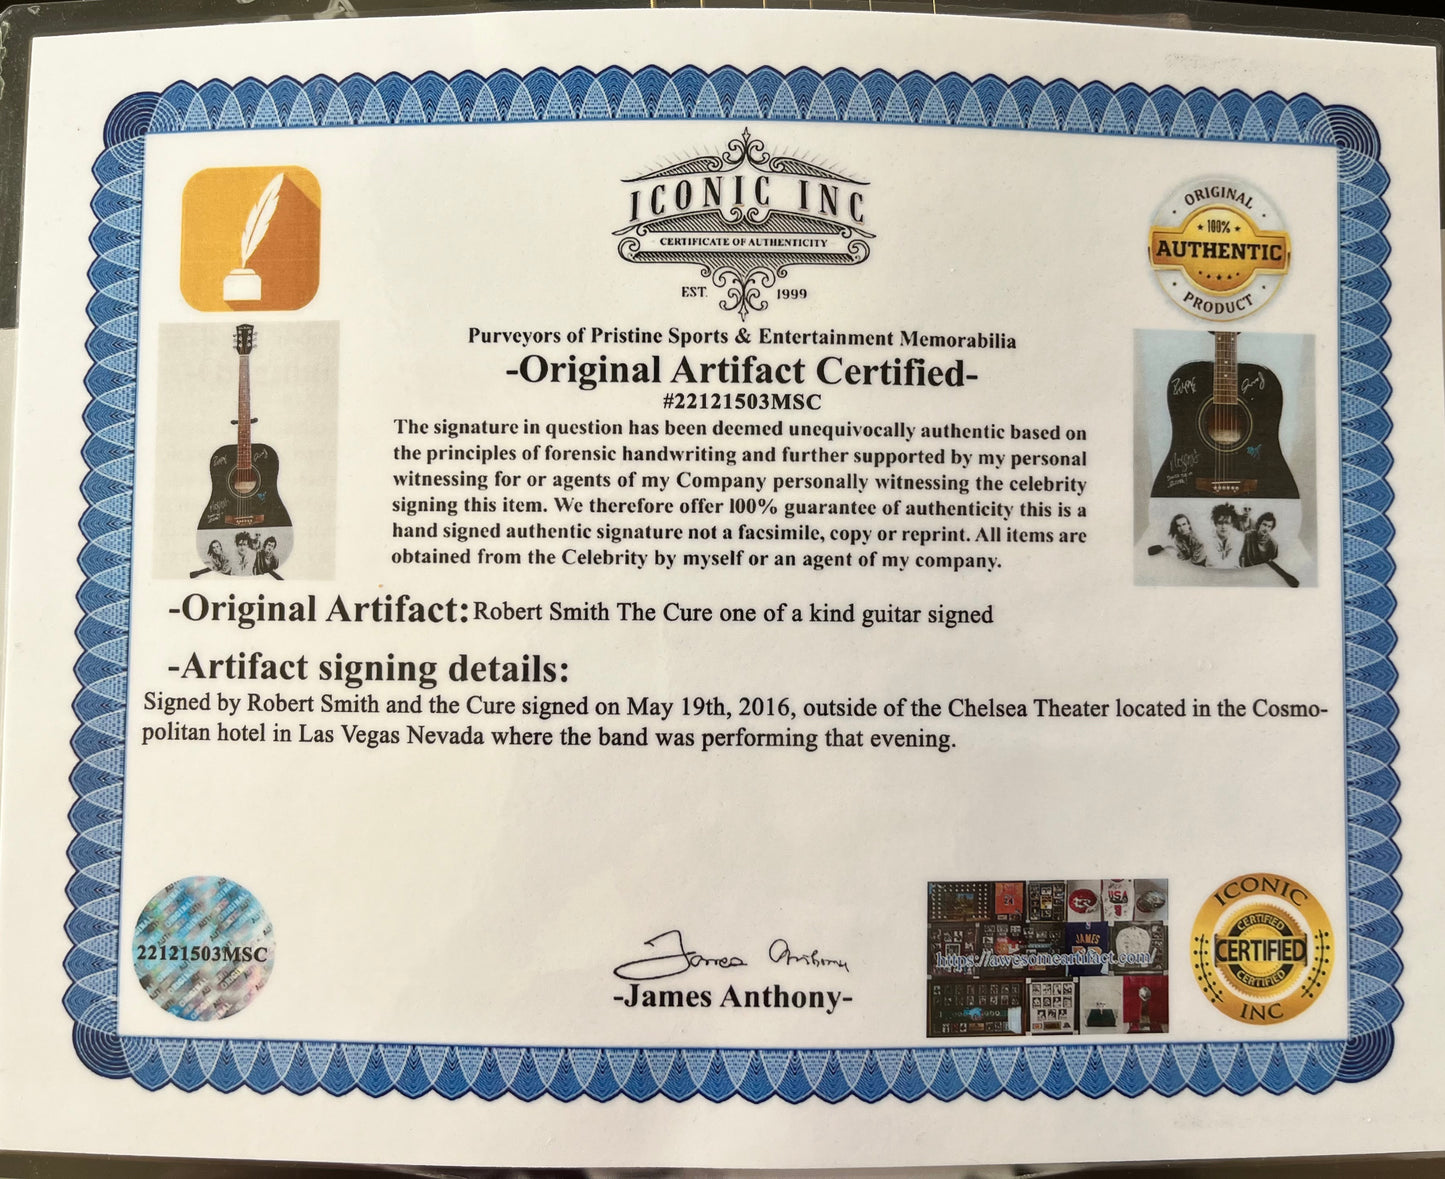 ICONIC INC
CERTIFICATE OF AUTHENTICITY
EST. 1999
ORIGINAL
100%
AUTHENTIC
PRODUCT
Purveyors of Pristine Sports & Entertainment Memorabilia
-Original Artifact Certified-
#22121503MSC
The signature in question has been deemed unequivocally authentic based on
the principles of forensic handwriting and further supported by my personal
witnessing for or agents of my Company personally witnessing the celebrity
signing this item. We therefore offer 100% guarantee of authenticity this is a
hand signed authentic signature not a facsimile, copy or reprint. All items are
obtained from the Celebrity by myself or an agent of my company.
-Original Artifact: Robert Smith The Cure one of a kind guitar signed
-Artifact signing details:
Signed by Robert Smith and the Cure signed on May 19th, 2016, outside of the Chelsea Theater located in the Cosmo-
politan hotel in Las Vegas Nevada where the band was performing that evening.
22121503MSC
James Anthony
-James Anthony-
USA
JAMES
https://awesomeartifact.com/
ICONIC
CERTIFIED
CERTIFIED
CERTIFIED
INC